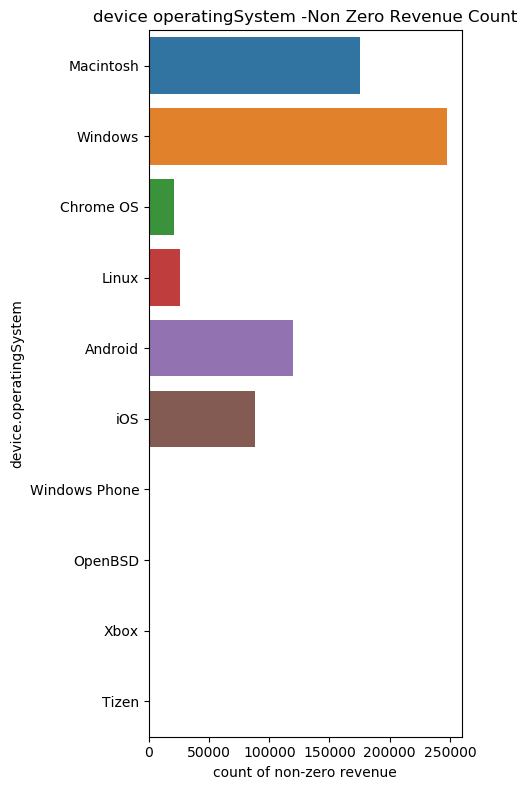 device operatingSystem -Non Zero Revenue Count
Macintosh
Windows
Chrome OS
Linux
Android
iOS
Windows Phone
OpenBSD
Xbox
Tizen
device.operatingSystem
0 50000 100000 150000 200000 250000
count of non-zero revenue